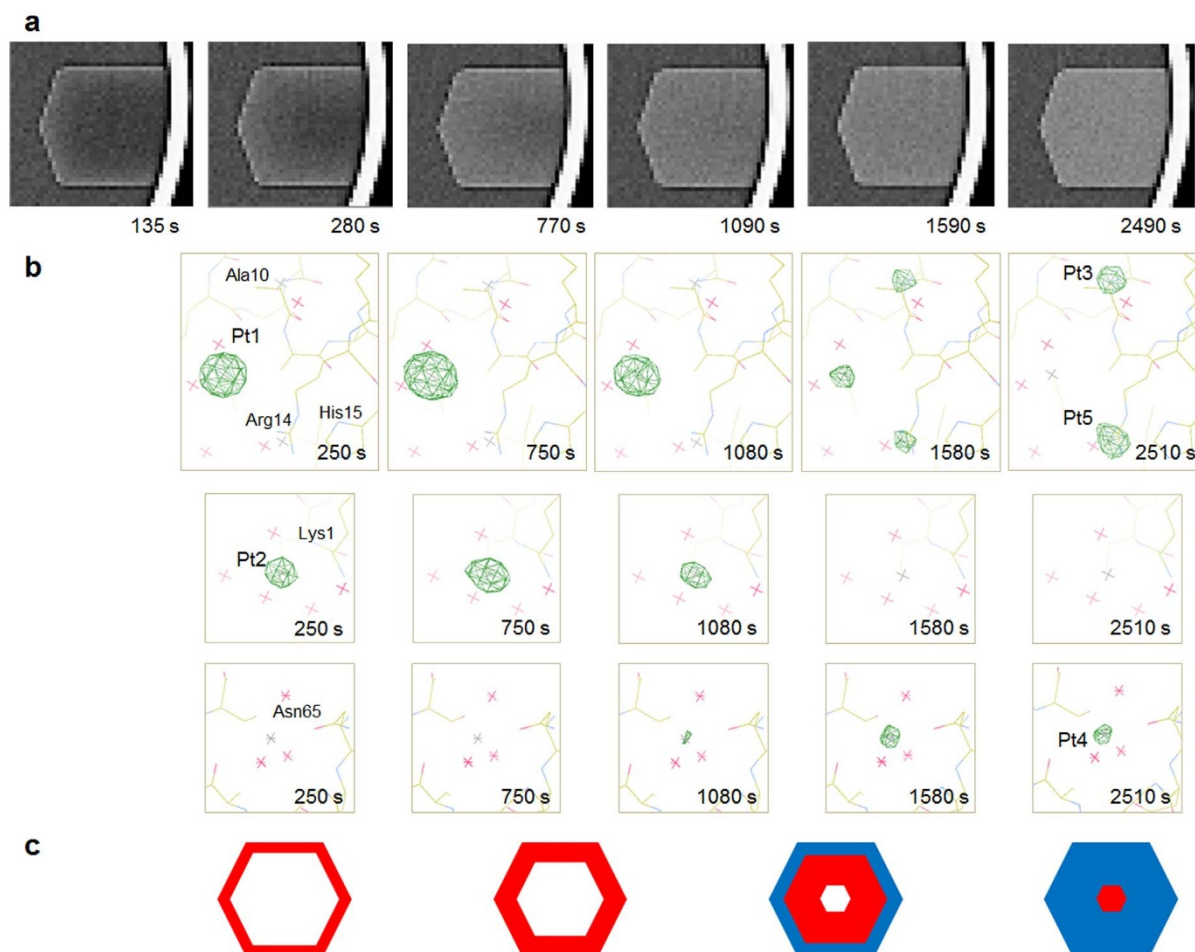 a
135 s 280 s 770 s 1090 s 1590 s 2490 s
b
Ala10 Pt3
Pt1
Arg14 His15 Pt5
250 s 750 s 1080 s 1580 s 2510 s
Lys1
Pt2
250 s 750 s 1080 s 1580 s 2510 s
Asn65
Pt4
250 s 750 s 1080 s 1580 s 2510 s
c